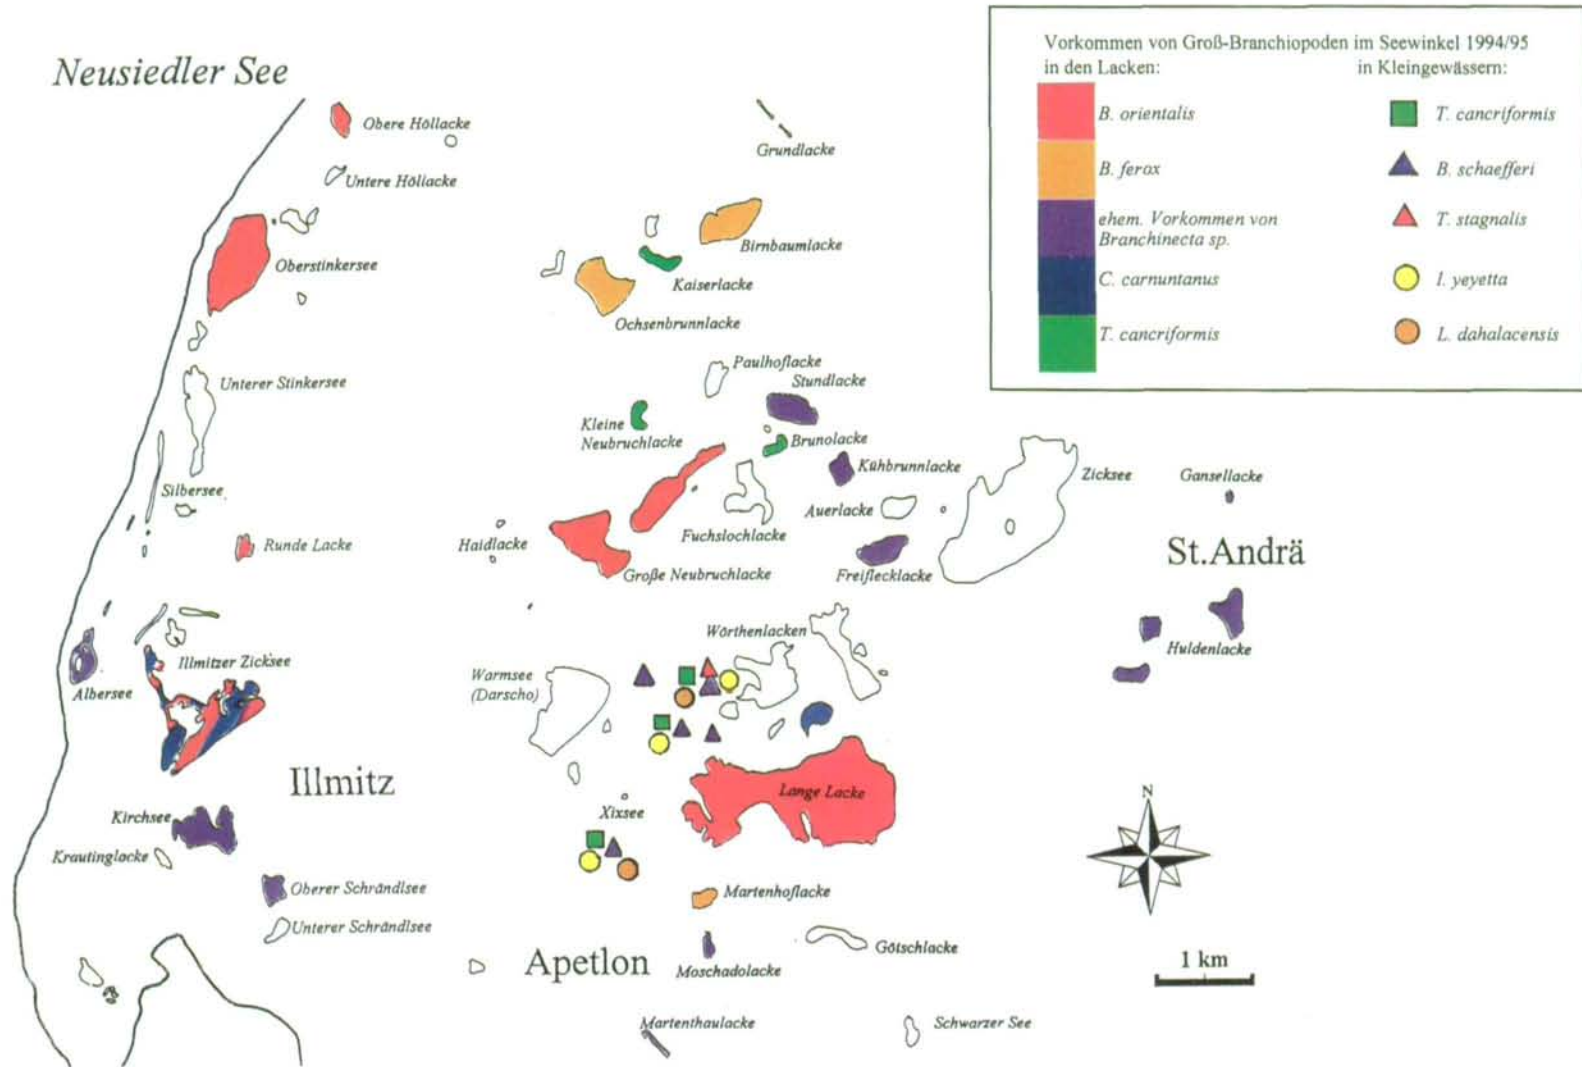 Neusiedler See
Vorkommen von Groß-Branchiopoden im Seewinkel 1994/95
in den Lacken:
in Kleingewässern:
B. orientalis
T. cancriformis
B. ferox
B. schaefferi
ehem. Vorkommen von
Branchinecta sp.
T. stagnalis
C. carnuntanus
I. yeyetta
T. cancriformis
L. dahalacensis
Obere Höllacke
Grundlacke
Untere Höllacke
Birnbaumlacke
Oberstinkersee
Kaiserlacke
Ochsenbrunnlacke
Paulhoflacke
Unterer Stinkersee
Stundlacke
Kleine
Neubruchlacke
Brunolacke
Kühbrunnlacke
Zicksee
Gansellacke
Silbersee
Auerlacke
Fuchslochlacke
Runde Lacke
Haidlacke
St.Andrä
Große Neubruchlacke
Freiflecklacke
Wörthenlacken
Huldenlacke
Illmitzer Zicksee
Albersee
Warmsee
(Darscho)
Illmitz
Lange Lacke
N
Kirchsee
Xixsee
Krautinglacke
Oberer Schrändlsee
Martenhoflacke
Unterer Schrändlsee
Götschlacke
Apetlon
Moschadolacke
1 km
Martenthaulacke
Schwarzer See